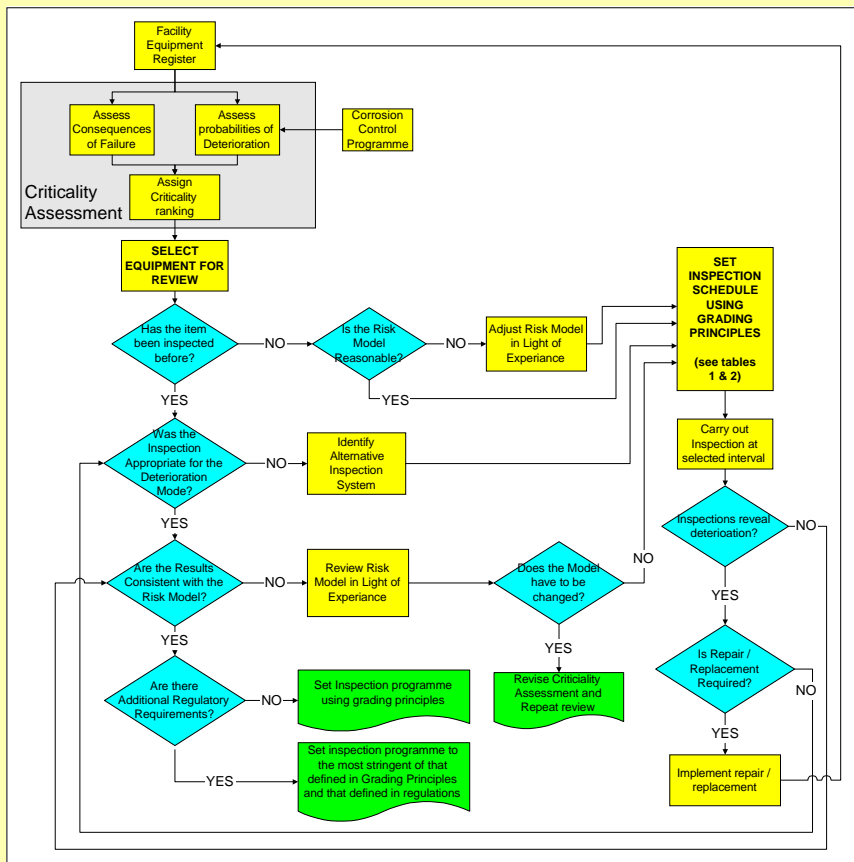 Facility
Equipment
Register
Assess
Consequences
of Failure
Assess
probabilities of
Deterioration
Corrosion
Control
Programme
Assign
Criticality
ranking
Criticality
Assessment
SELECT
EQUIPMENT FOR
REVIEW
SET
INSPECTION
SCHEDULE
USING
GRADING
PRINCIPLES
(see tables
1 & 2)
Has the item
been inspected
before?
NO
Is the Risk
Model
Reasonable?
NO
Adjust Risk Model
in Light of
Experiance
YES
YES
Carry out
Inspection at
selected interval
Was the
Inspection
Appropriate for the
Deterioration
Mode?
NO
Identify
Alternative
Inspection
System
Inspections reveal
deterioation?
NO
YES
NO
Are the Results
Consistent with the
Risk Model?
NO
Review Risk
Model in Light of
Experiance
Does the Model
have to be
changed?
YES
YES
YES
Is Repair /
Replacement
Required?
NO
Are there
Additional Regulatory
Requirements?
NO
Set Inspection programme
using grading principles
Revise Criticiality
Assessment and
Repeat review
YES
YES
Set inspection programme to
the most stringent of that
defined in Grading Principles
and that defined in regulations
Implement repair /
replacement